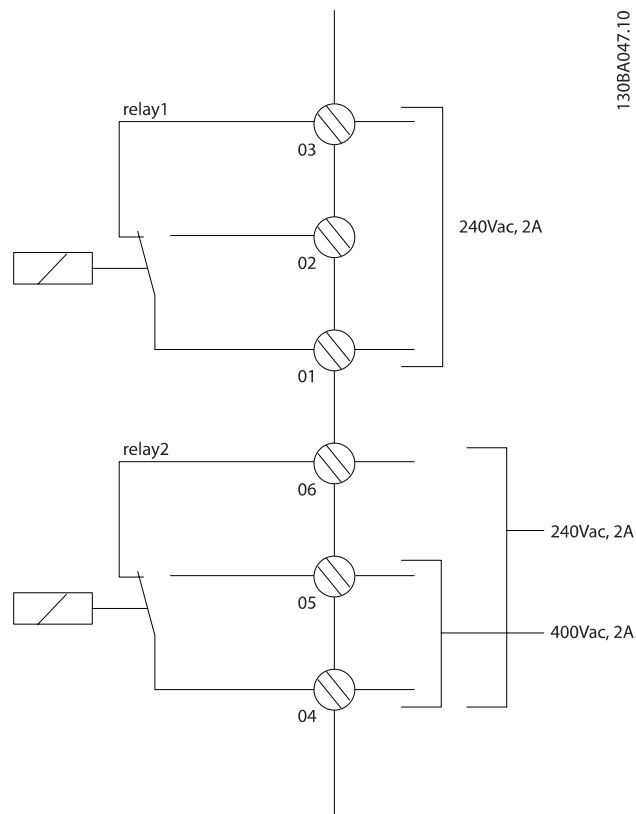 130BA047.10
relay1
03
240Vac, 2A
02
01
relay2
06
240Vac, 2A
05
400Vac, 2A
04